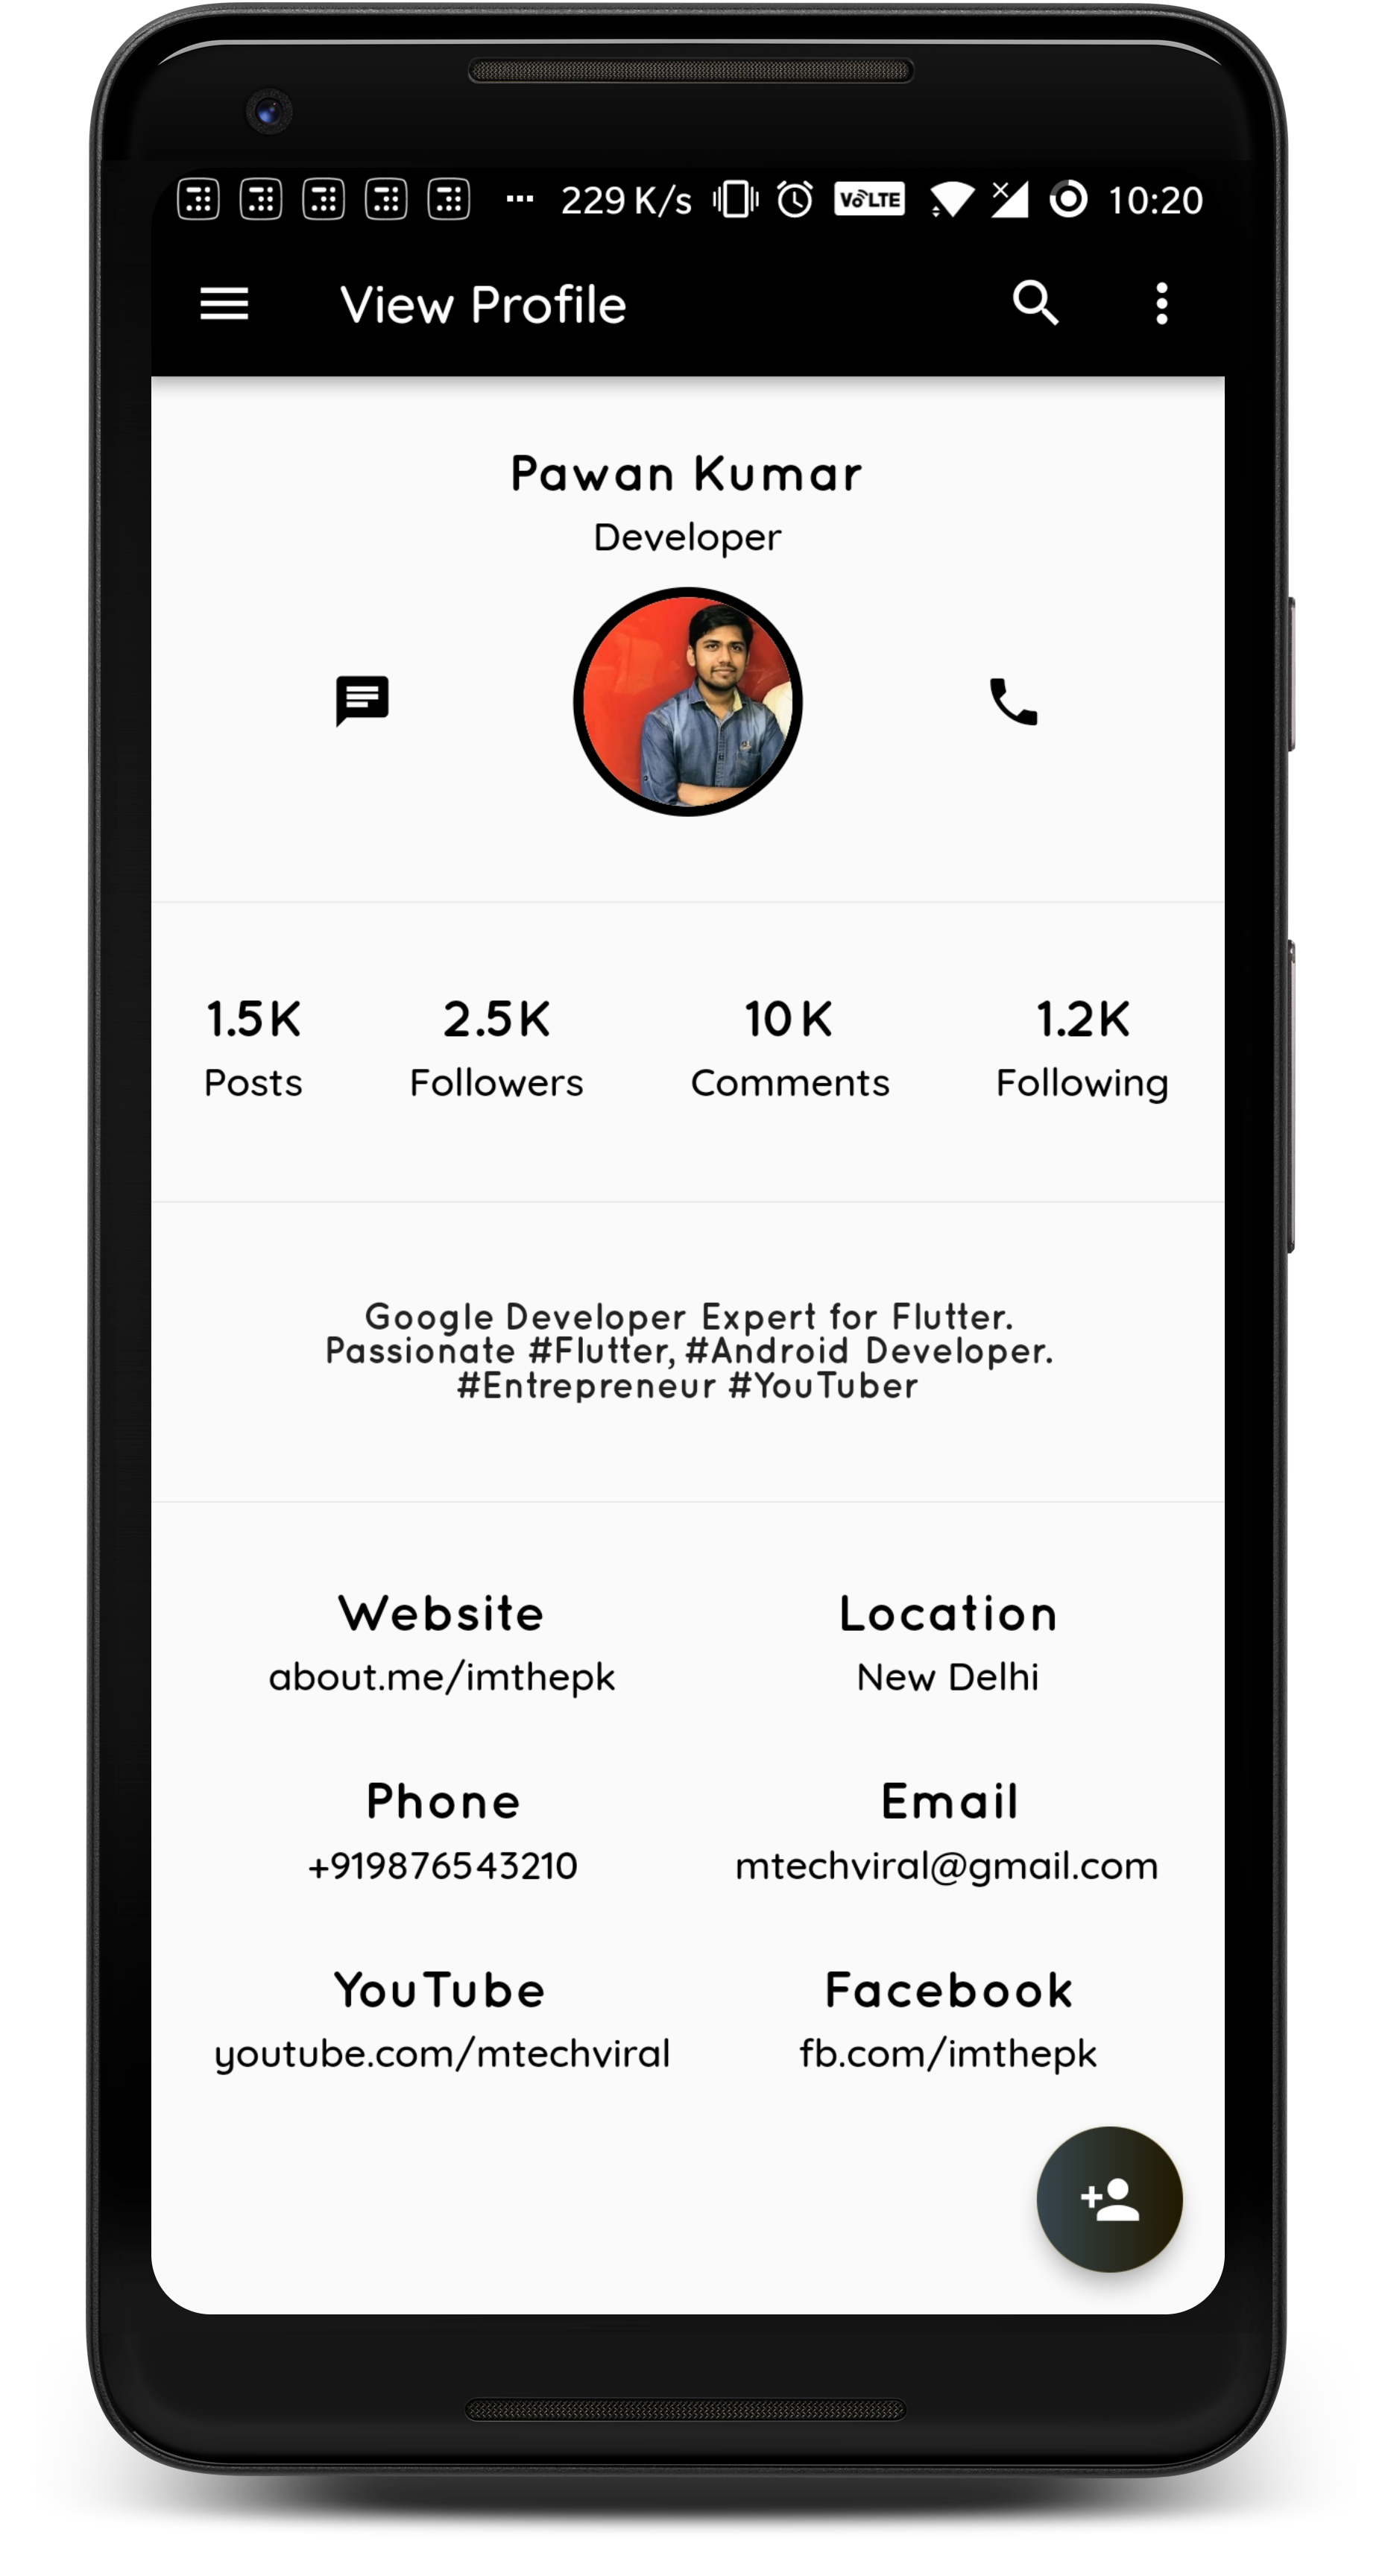 ... 229 K/s VoLTE 10:20
View Profile
Pawan Kumar
Developer
1.5K 2.5K 10K 1.2K
Posts Followers Comments Following
Google Developer Expert for Flutter.
Passionate #Flutter, #Android Developer.
#Entrepreneur #YouTuber
Website Location
about.me/imthepk New Delhi
Phone Email
+919876543210 mtechviral@gmail.com
YouTube Facebook
youtube.com/mtechviral fb.com/imthepk